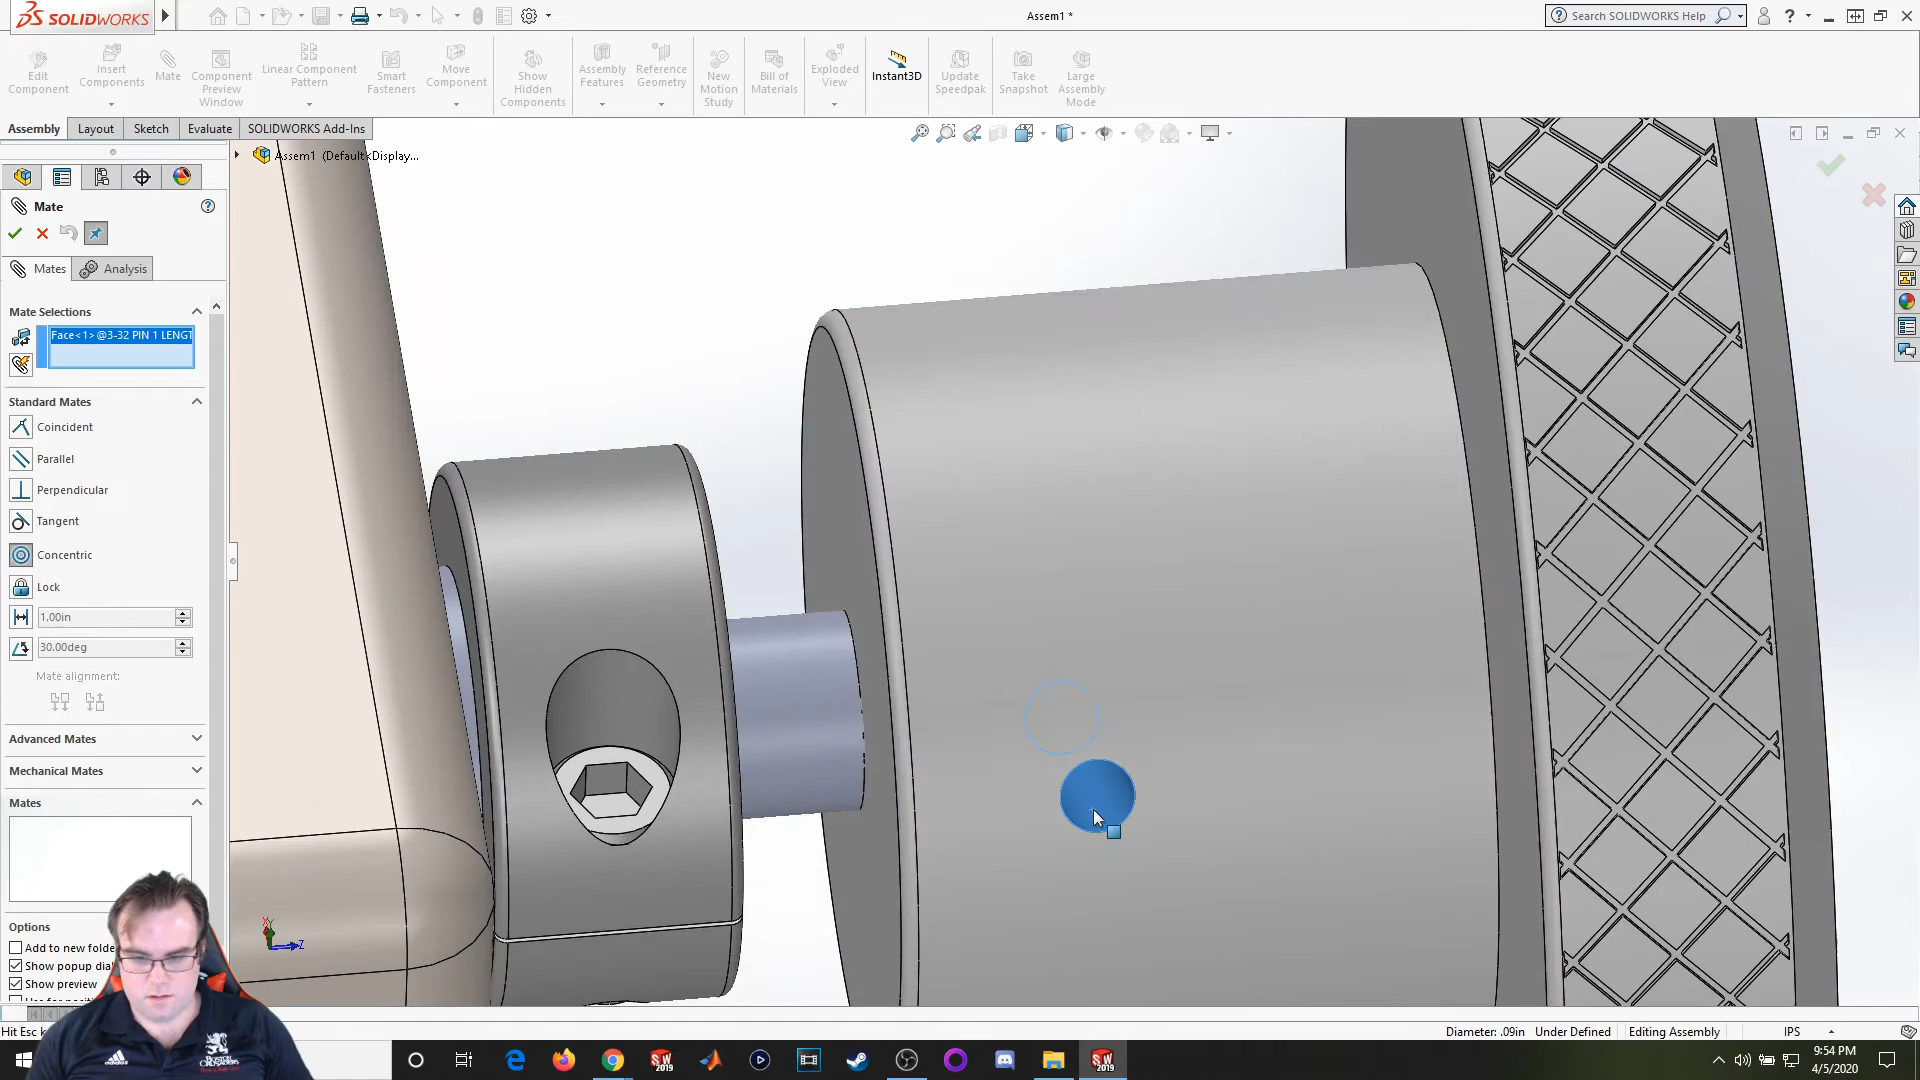 SOLIDWORKS
Assem1 *
Search SOLIDWORKS Help
Edit Component
Insert Components
Mate
Component Preview Window
Linear Component Pattern
Smart Fasteners
Move Component
Show Hidden Components
Assembly Features
Reference Geometry
New Motion Study
Bill of Materials
Exploded View
Instant3D
Update Speedpak
Take Snapshot
Large Assembly Mode
Assembly
Layout
Sketch
Evaluate
SOLIDWORKS Add-Ins
Assem1 (Default<Display...
Mate
Mates
Analysis
Mate Selections
Face<1>@3-32 PIN 1 LENGT
Standard Mates
Coincident
Parallel
Perpendicular
Tangent
Concentric
Lock
1.00in
30.00deg
Mate alignment:
Advanced Mates
Mechanical Mates
Mates
Options
Add to new folde
Show popup dial
Show preview
Z
Hit Esc k
Diameter: .09in
Under Defined
Editing Assembly
IPS
SW 2019
SW 2019
9:54 PM
4/5/2020